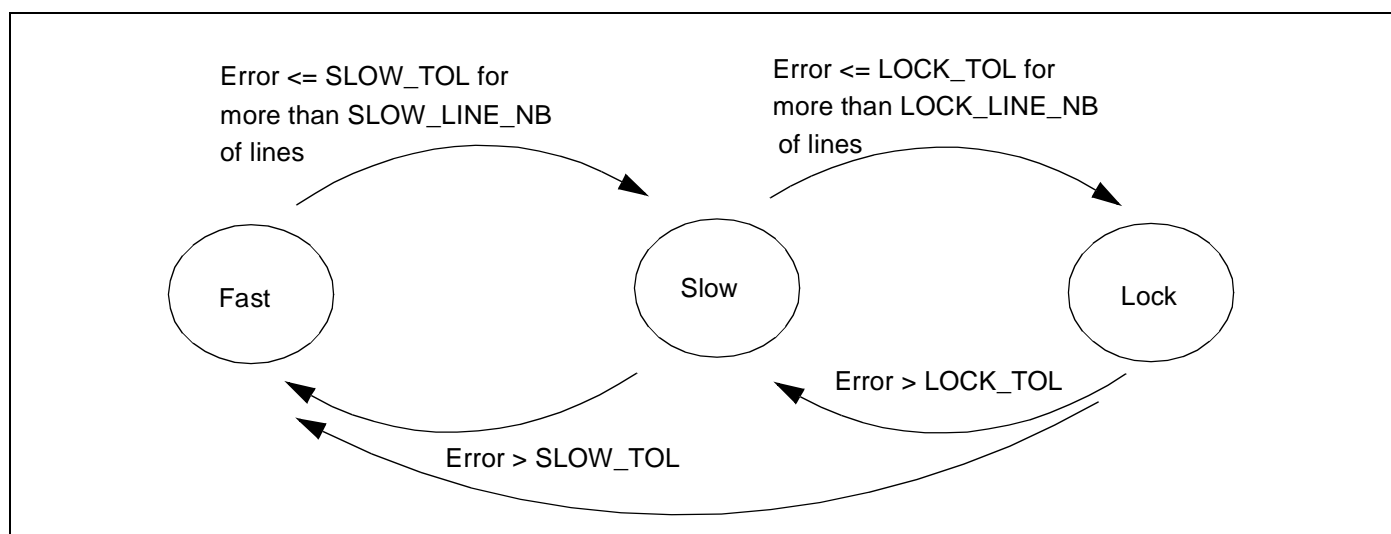 Error <= SLOW_TOL for
more than SLOW_LINE_NB
of lines
Error <= LOCK_TOL for
more than LOCK_LINE_NB
of lines
Fast
Slow
Lock
Error > LOCK_TOL
Error > SLOW_TOL